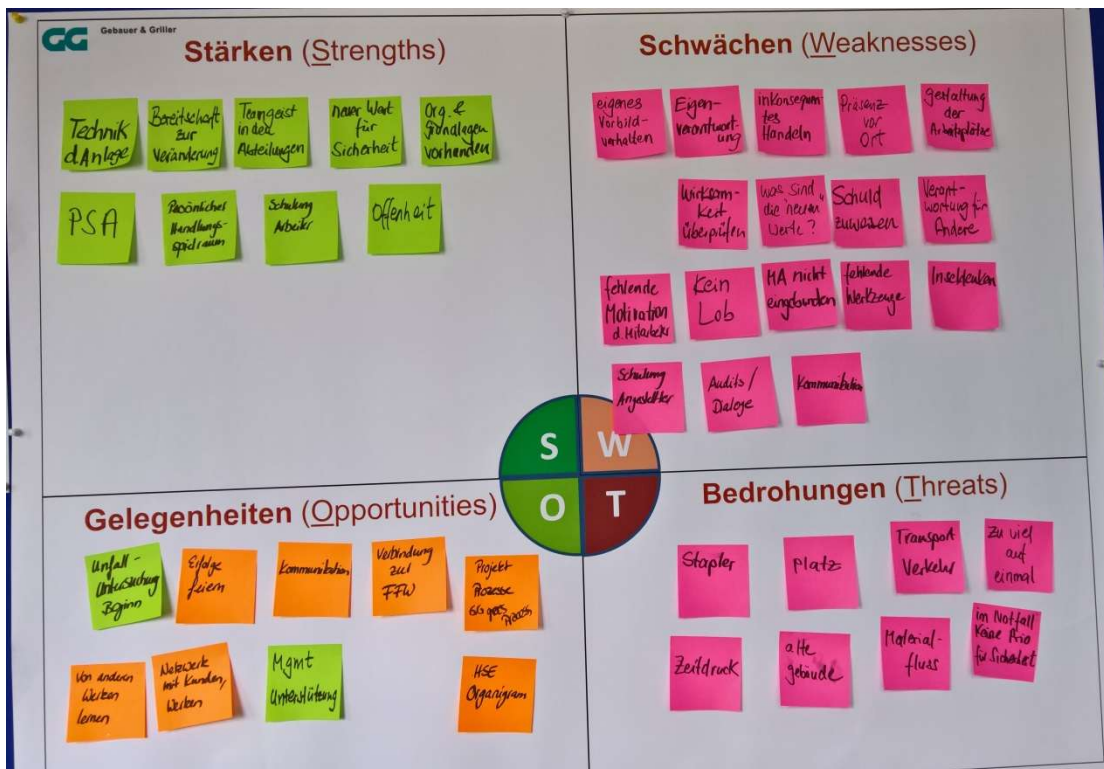 GG Gebauer & Griller
Stärken (Strengths)
Technik
d. Anlage
Bereitschaft
zur
Veränderung
Teamgeist
in den
Abteilungen
neuer Wert
für
Sicherheit
Org. &
Grundlagen
vorhanden
PSA
Persönlicher
Handlungs-
spielraum
Schulung
Arbeiter
Offenheit
Schwächen (Weaknesses)
eigenes
Vorbild-
verhalten
Eigen-
verantwort-
ung
inkonsequen-
tes
Handeln
Präsenz
vor
Ort
gestaltung
der
Arbeitsplätze
Wirksam-
keit
überprüfen
was sind
die "neuen"
Werte?
Schuld
zuweisen
Verant-
wortung für
Andere
fehlende
Motivation
d. Mitarbeiter
Kein
Lob
MA nicht
eingebunden
fehlende
Werkzeuge
Inseldenken
Schulung
Angestellter
Audits /
Dialoge
Kommunikation
S W
O T
Gelegenheiten (Opportunities)
Unfall-
untersuchung
Beginn
Erfolge
feiern
Kommunikation
Verbindung
zur
FFW
Projekt
Prozesse
Von anderen
Werken
lernen
Netzwerk
mit Kunden,
Werken
Mgmt
Unterstützung
HSE
Organigram
Bedrohungen (Threats)
Stapler
Platz
Transport
Verkehr
zu viel
auf
einmal
Zeitdruck
alte
gebäude
Material-
fluss
im Notfall
Keine Prio
für Sicherheit